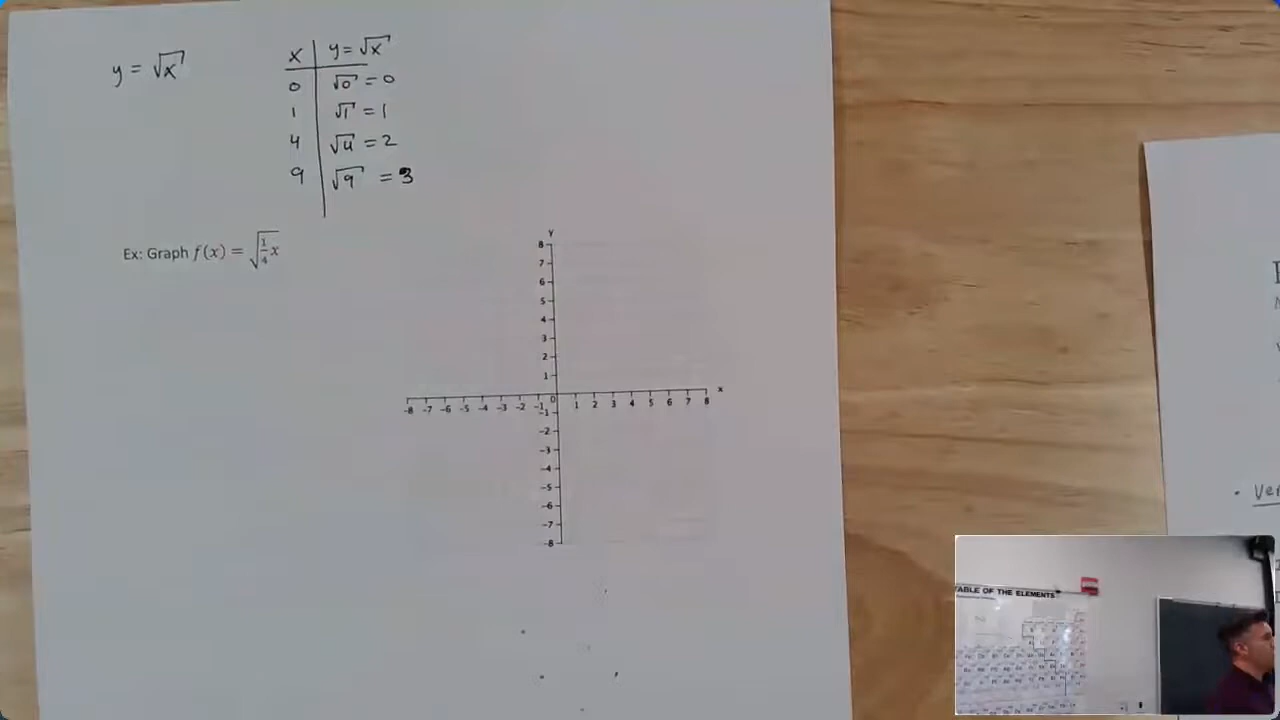 y = √x
x | y = √x
0 | √0 = 0
1 | √1 = 1
4 | √4 = 2
9 | √9 = 3
Ex: Graph f(x) = √(1/4 x)
y
8
7
6
5
4
3
2
1
x
-8 -7 -6 -5 -4 -3 -2 -1 0 1 2 3 4 5 6 7 8
-1
-2
-3
-4
-5
-6
-7
-8
• Ver
TABLE OF THE ELEMENTS